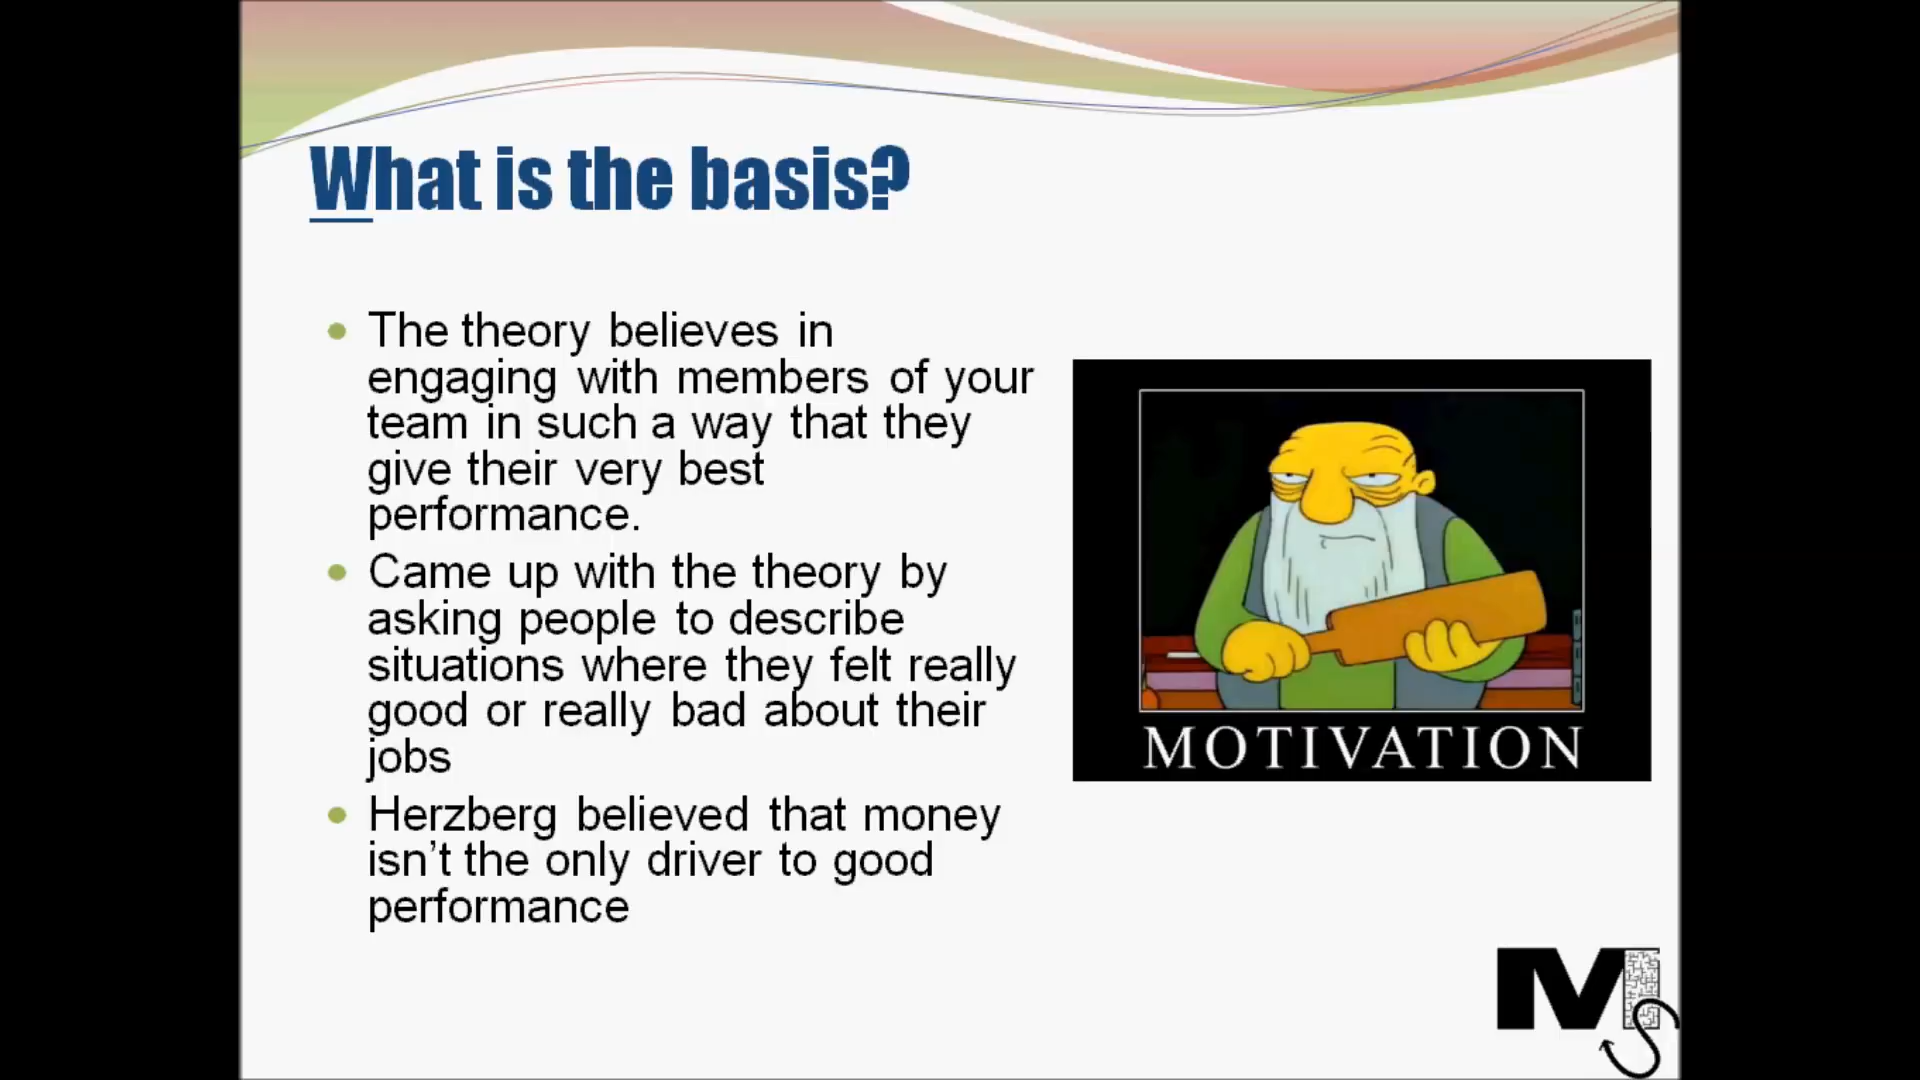 What is the basis?
The theory believes in
engaging with members of your
team in such a way that they
give their very best
performance.
Came up with the theory by
asking people to describe
situations where they felt really
good or really bad about their
jobs
Herzberg believed that money
isn’t the only driver to good
performance
MOTIVATION
MS